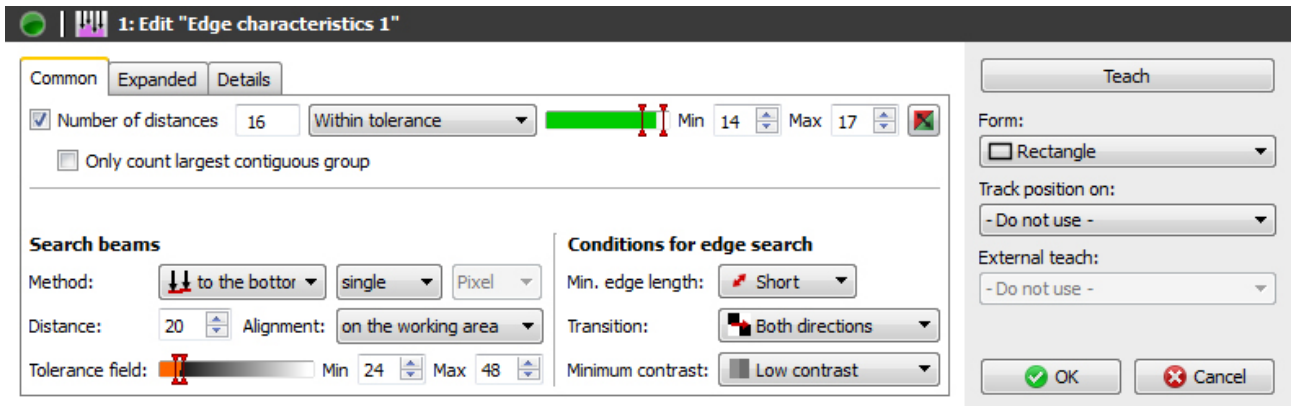 1: Edit "Edge characteristics 1"
Common Expanded Details
Number of distances 16 Within tolerance Min 14 Max 17
Only count largest contiguous group
Search beams
Method: to the bottor single Pixel
Distance: 20 Alignment: on the working area
Tolerance field: Min 24 Max 48
Conditions for edge search
Min. edge length: Short
Transition: Both directions
Minimum contrast: Low contrast
Teach
Form:
Rectangle
Track position on:
- Do not use -
External teach:
- Do not use -
OK Cancel